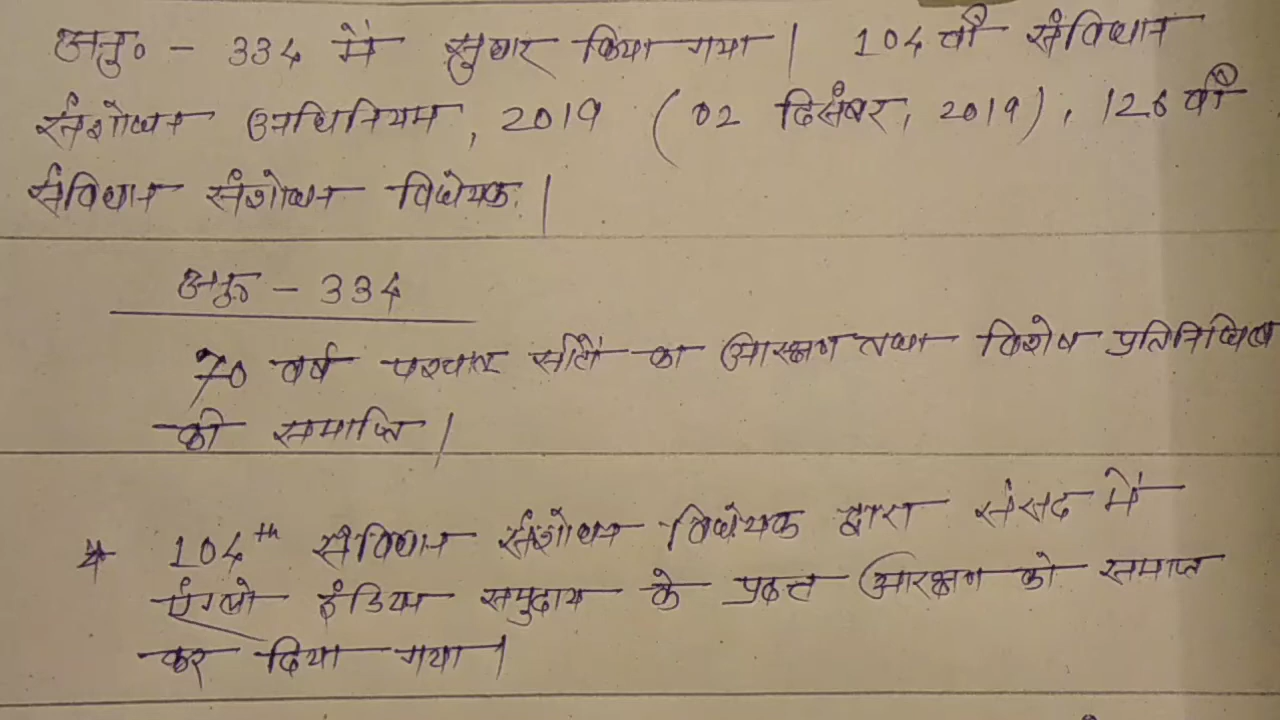 अनु० - 334 में सुधार किया गया | 104 वाँ संविधान
संशोधन अधिनियम, 2019 (02 दिसंबर, 2019), 126 वाँ
संविधान संशोधन विधेयक |
अनु० - 334
70 वर्ष पश्चात सीटों का आरक्षण तथा विशेष प्रतिनिधित्व
की समाप्ति |
* 104th संविधान संशोधन विधेयक द्वारा संसद में
एंग्लो इंडियन समुदाय के प्रदत्त आरक्षण को समाप्त
कर दिया गया |